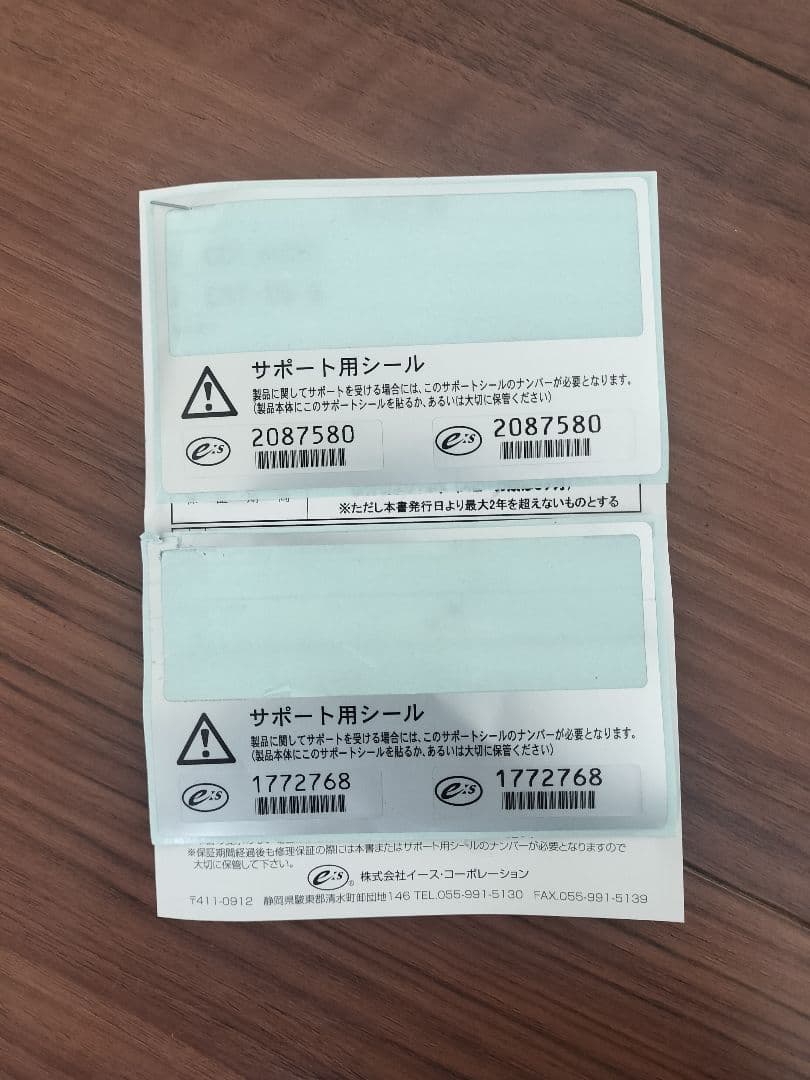 サポート用シール
製品に関してサポートを受ける場合には、このサポートシールのナンバーが必要となります。
(製品本体にこのサポートシールを貼るか、あるいは大切に保管ください)
e:s 2087580 e:s 2087580
保 証 期 間
※ただし本書発行日より最大2年を超えないものとする
サポート用シール
製品に関してサポートを受ける場合には、このサポートシールのナンバーが必要となります。
(製品本体にこのサポートシールを貼るか、あるいは大切に保管ください)
e:s 1772768 e:s 1772768
※保証期間経過後も修理保証の際には本書またはサポート用シールのナンバーが必要となりますので
大切に保管して下さい。
e:s® 株式会社イース・コーポレーション
〒411-0912 静岡県駿東郡清水町卸団地146 TEL.055-991-5130 FAX.055-991-5139